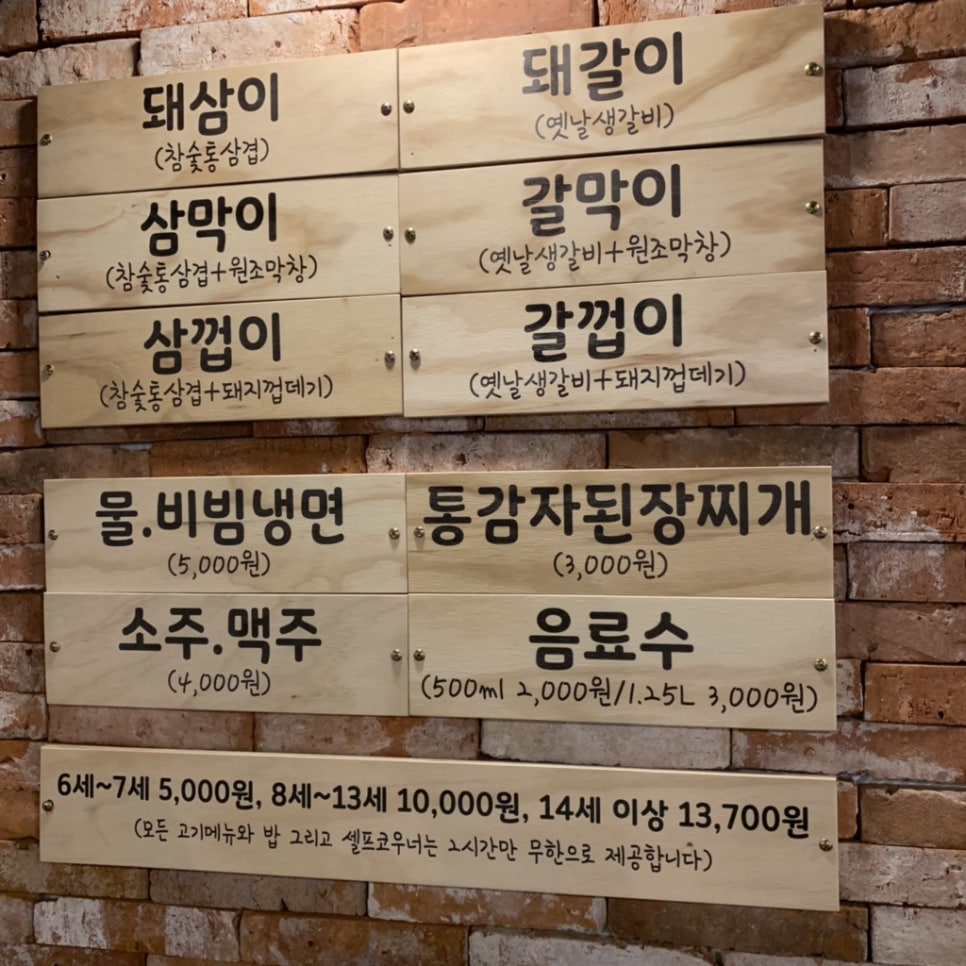 돼삼이
(참숯통삼겹)
돼갈이
(옛날생갈비)
삼막이
(참숯통삼겹+원조막창)
갈막이
(옛날생갈비+원조막창)
삼껍이
(참숯통삼겹+돼지껍데기)
갈껍이
(옛날생갈비+돼지껍데기)
물.비빔냉면
(5,000원)
통감자된장찌개
(3,000원)
소주.맥주
(4,000원)
음료수
(500ml 2,000원/1.25L 3,000원)
6세~7세 5,000원, 8세~13세 10,000원, 14세 이상 13,700원
(모든 고기메뉴와 밥 그리고 셀프코우너는 2시간만 무한으로 제공합니다)